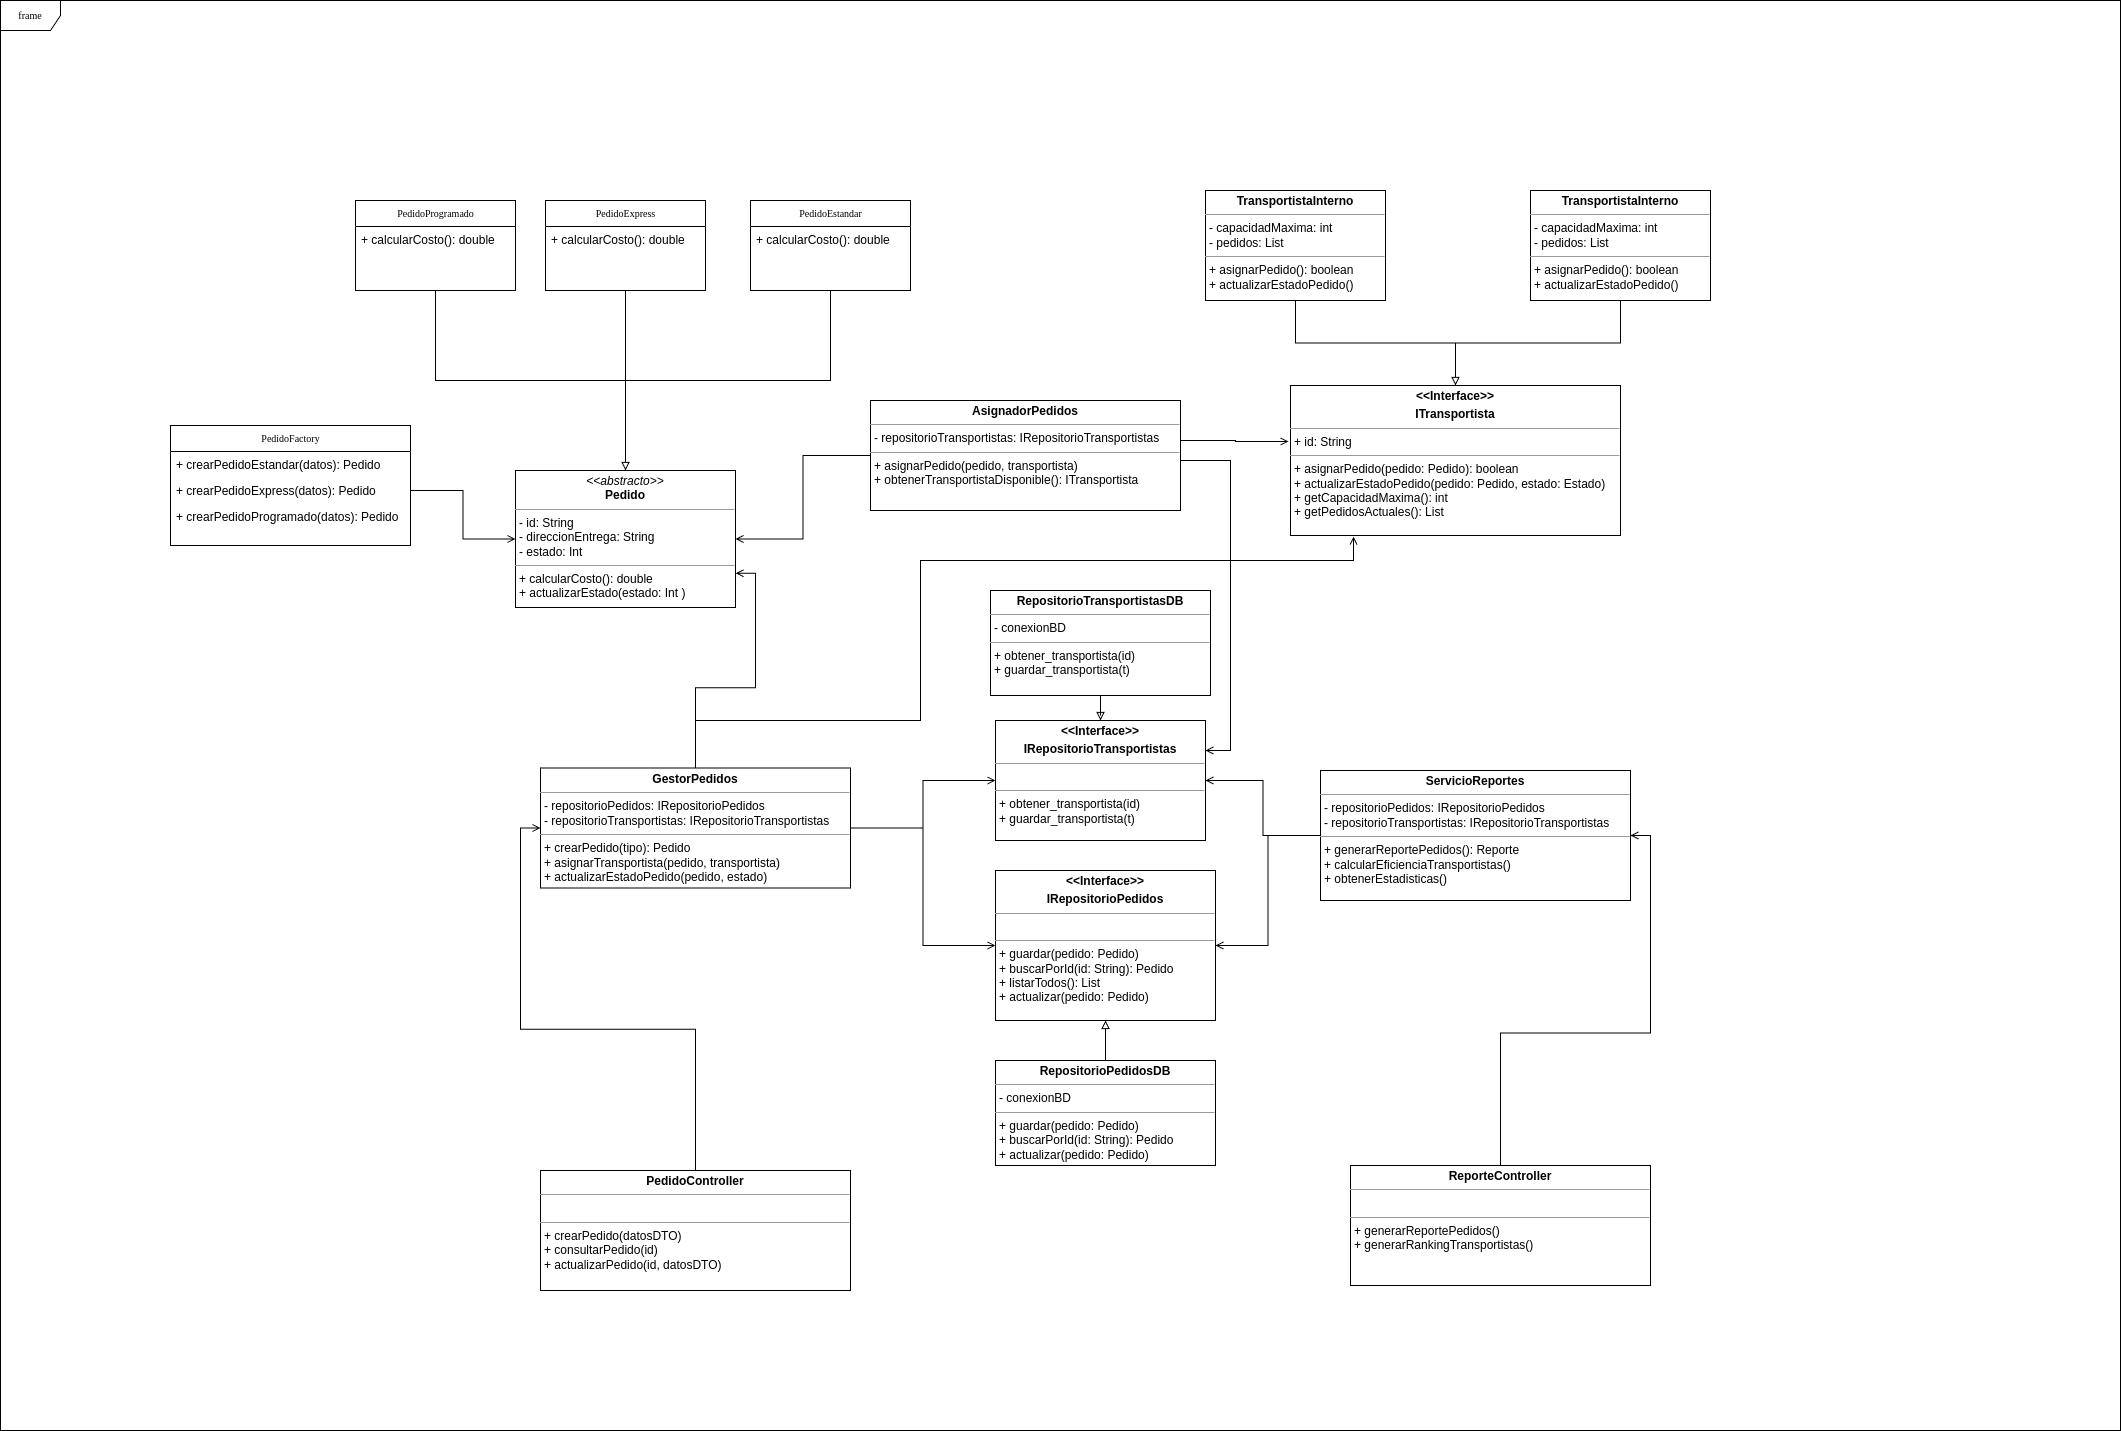 frame
PedidoProgramado
+ calcularCosto(): double
PedidoExpress
+ calcularCosto(): double
PedidoEstandar
+ calcularCosto(): double
TransportistaInterno
- capacidadMaxima: int
- pedidos: List
+ asignarPedido(): boolean
+ actualizarEstadoPedido()
TransportistaInterno
- capacidadMaxima: int
- pedidos: List
+ asignarPedido(): boolean
+ actualizarEstadoPedido()
PedidoFactory
+ crearPedidoEstandar(datos): Pedido
+ crearPedidoExpress(datos): Pedido
+ crearPedidoProgramado(datos): Pedido
<<abstracto>>
Pedido
- id: String
- direccionEntrega: String
- estado: Int
+ calcularCosto(): double
+ actualizarEstado(estado: Int )
AsignadorPedidos
- repositorioTransportistas: IRepositorioTransportistas
+ asignarPedido(pedido, transportista)
+ obtenerTransportistaDisponible(): ITransportista
<<Interface>>
ITransportista
+ id: String
+ asignarPedido(pedido: Pedido): boolean
+ actualizarEstadoPedido(pedido: Pedido, estado: Estado)
+ getCapacidadMaxima(): int
+ getPedidosActuales(): List
RepositorioTransportistasDB
- conexionBD
+ obtener_transportista(id)
+ guardar_transportista(t)
<<Interface>>
IRepositorioTransportistas
+ obtener_transportista(id)
+ guardar_transportista(t)
GestorPedidos
- repositorioPedidos: IRepositorioPedidos
- repositorioTransportistas: IRepositorioTransportistas
+ crearPedido(tipo): Pedido
+ asignarTransportista(pedido, transportista)
+ actualizarEstadoPedido(pedido, estado)
ServicioReportes
- repositorioPedidos: IRepositorioPedidos
- repositorioTransportistas: IRepositorioTransportistas
+ generarReportePedidos(): Reporte
+ calcularEficienciaTransportistas()
+ obtenerEstadisticas()
<<Interface>>
IRepositorioPedidos
+ guardar(pedido: Pedido)
+ buscarPorId(id: String): Pedido
+ listarTodos(): List
+ actualizar(pedido: Pedido)
RepositorioPedidosDB
- conexionBD
+ guardar(pedido: Pedido)
+ buscarPorId(id: String): Pedido
+ actualizar(pedido: Pedido)
PedidoController
+ crearPedido(datosDTO)
+ consultarPedido(id)
+ actualizarPedido(id, datosDTO)
ReporteController
+ generarReportePedidos()
+ generarRankingTransportistas()